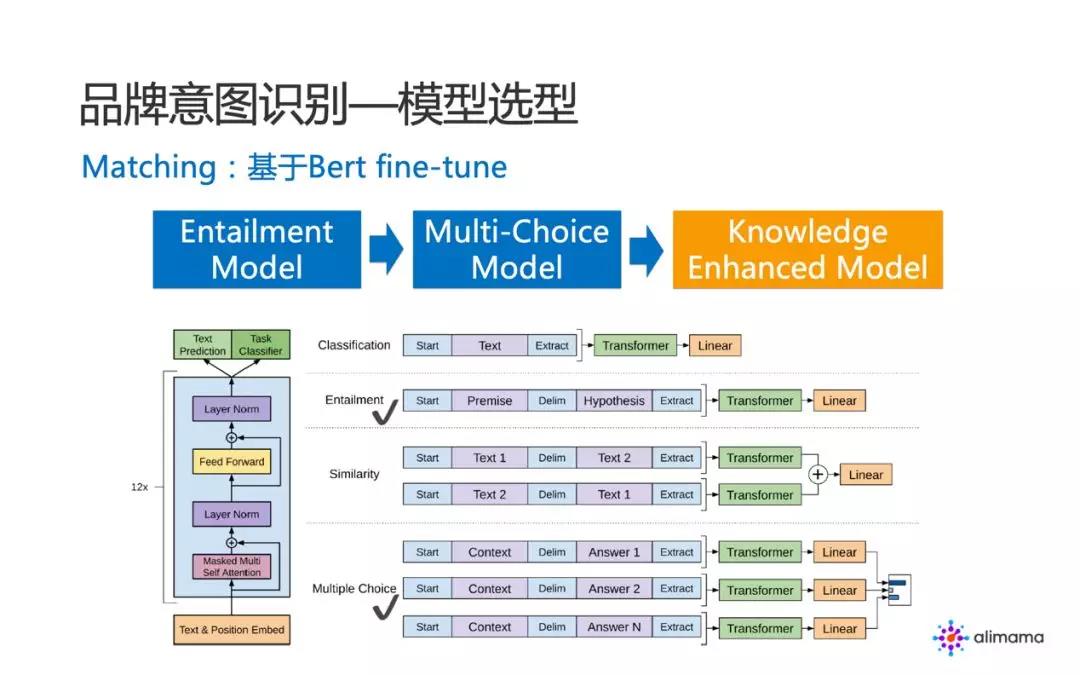 品牌意图识别—模型选型
Matching：基于Bert fine-tune
Entailment
Model
Multi-Choice
Model
Knowledge
Enhanced Model
Text
Prediction
Task
Classifier
Layer Norm
Feed Forward
Layer Norm
Masked Multi
Self Attention
Text & Position Embed
12x
Classification
Start
Text
Extract
Transformer
Linear
Entailment
Start
Premise
Delim
Hypothesis
Extract
Transformer
Linear
Similarity
Start
Text 1
Delim
Text 2
Extract
Transformer
Start
Text 2
Delim
Text 1
Extract
Transformer
Linear
Multiple Choice
Start
Context
Delim
Answer 1
Extract
Transformer
Linear
Start
Context
Delim
Answer 2
Extract
Transformer
Linear
Start
Context
Delim
Answer N
Extract
Transformer
Linear
alimama